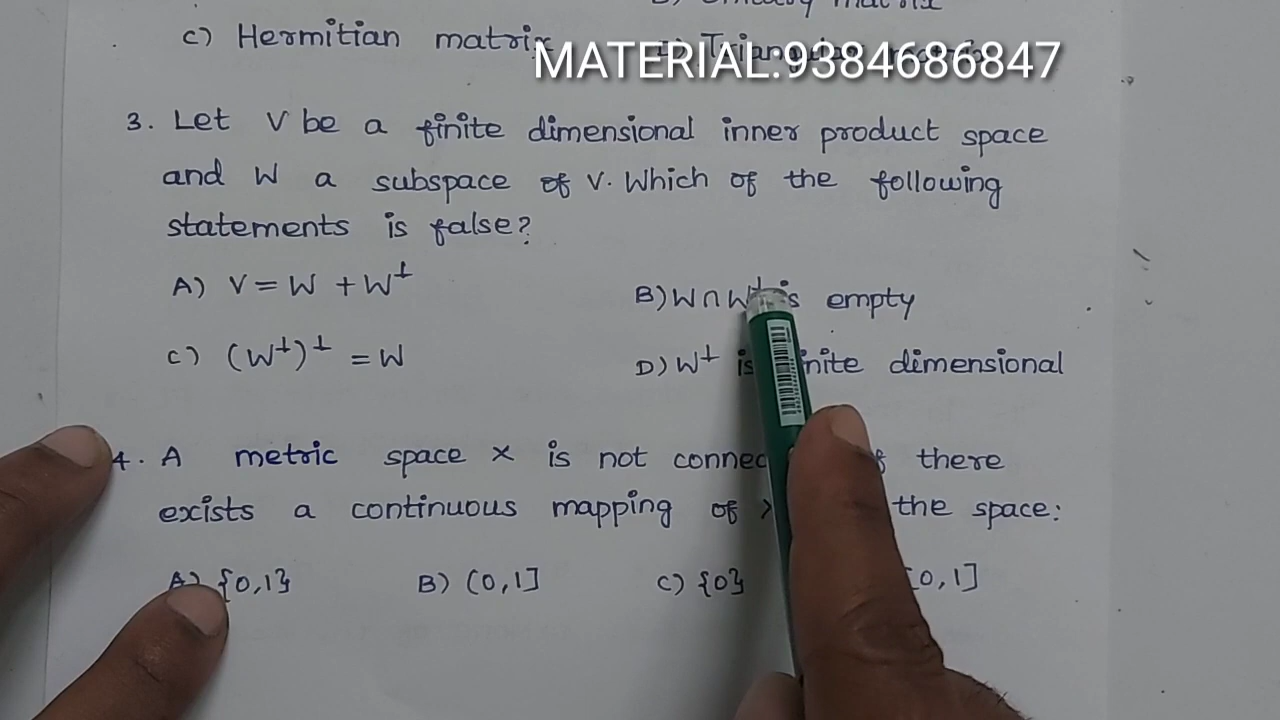 c) Hermitian matrix
MATERIAL:9384686847
3. Let V be a finite dimensional inner product space
and W a subspace of V. Which of the following
statements is false?
A) V = W + W⊥
B) W ∩ W⊥ is empty
c) (W⊥)⊥ = W
D) W⊥ is dimensional
4. A metric space X is not there
exists a continuous mapping of the space:
A) {0,1}
B) (0,1]
c) {0}
[0,1]